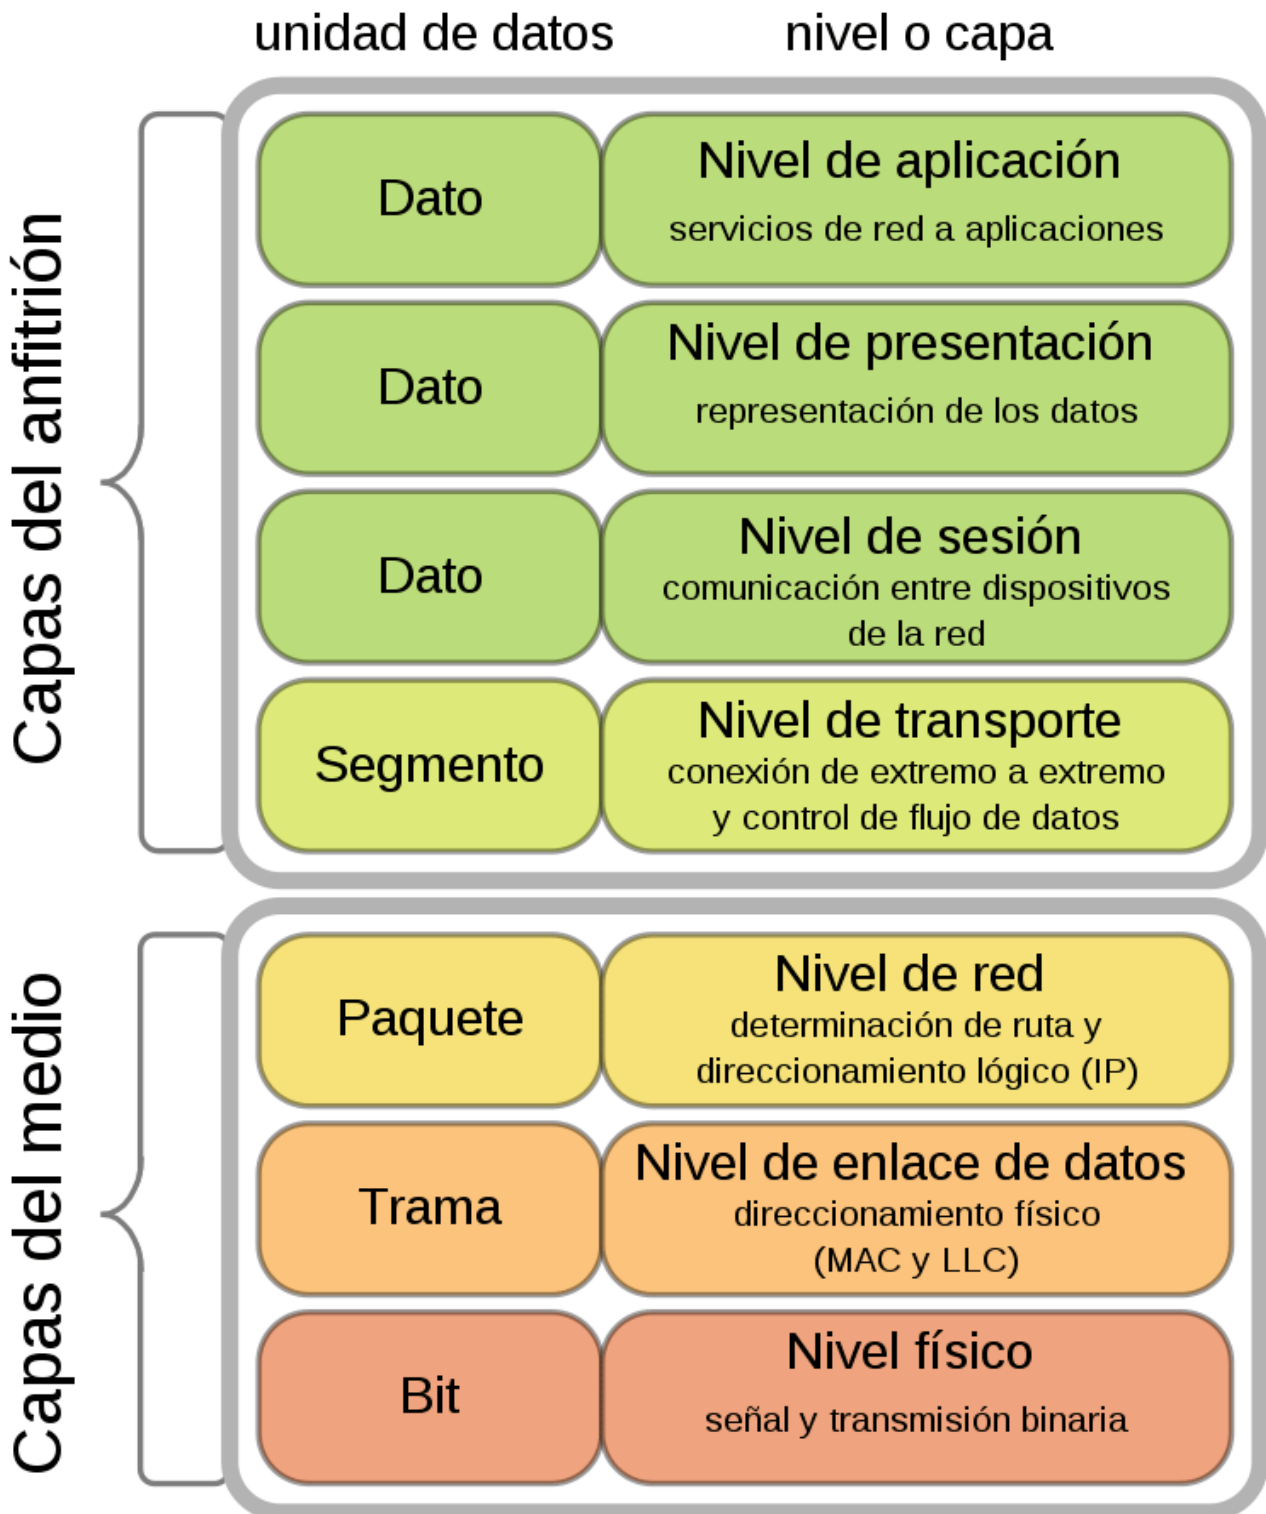 unidad de datos
nivel o capa
Capas del anfitrión
Dato
Nivel de aplicación
servicios de red a aplicaciones
Dato
Nivel de presentación
representación de los datos
Dato
Nivel de sesión
comunicación entre dispositivos
de la red
Segmento
Nivel de transporte
conexión de extremo a extremo
y control de flujo de datos
Capas del medio
Paquete
Nivel de red
determinación de ruta y
direccionamiento lógico (IP)
Trama
Nivel de enlace de datos
direccionamiento físico
(MAC y LLC)
Bit
Nivel físico
señal y transmisión binaria